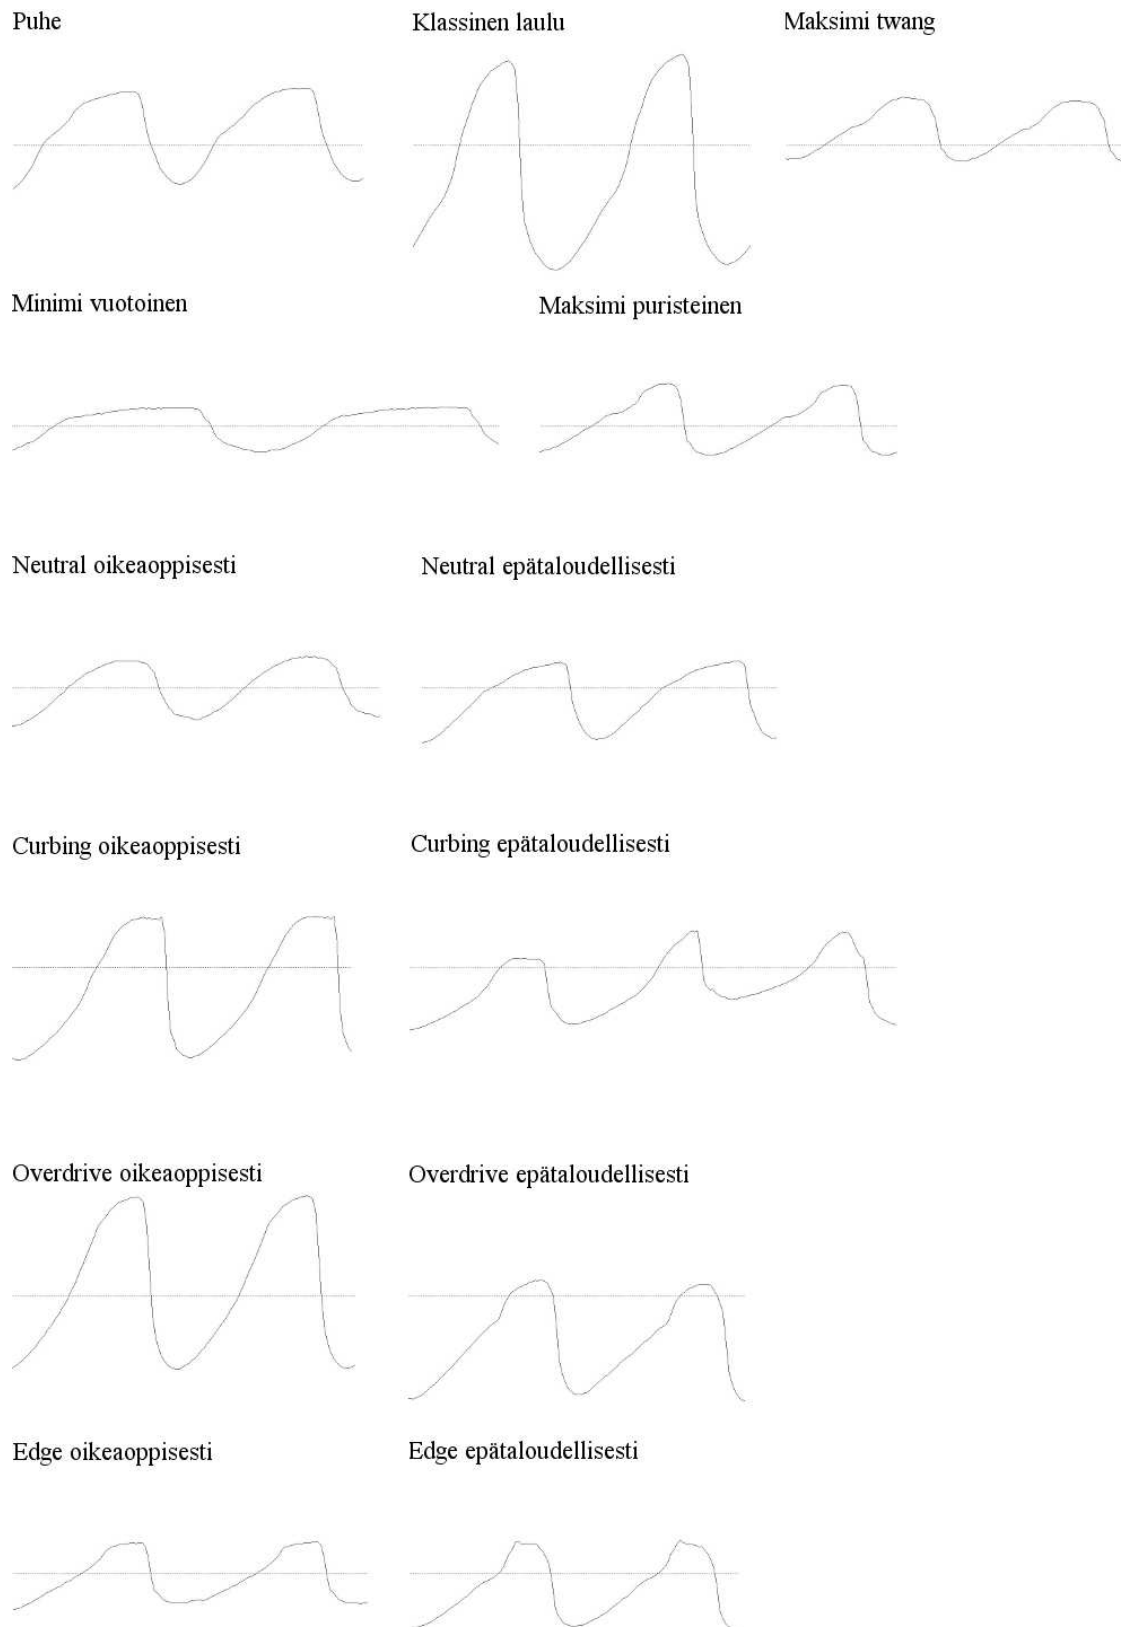 Puhe
Klassinen laulu
Maksimi twang
Minimi vuotoinen
Maksimi puristeinen
Neutral oikeaoppisesti
Neutral epätaloudellisesti
Curbing oikeaoppisesti
Curbing epätaloudellisesti
Overdrive oikeaoppisesti
Overdrive epätaloudellisesti
Edge oikeaoppisesti
Edge epätaloudellisesti